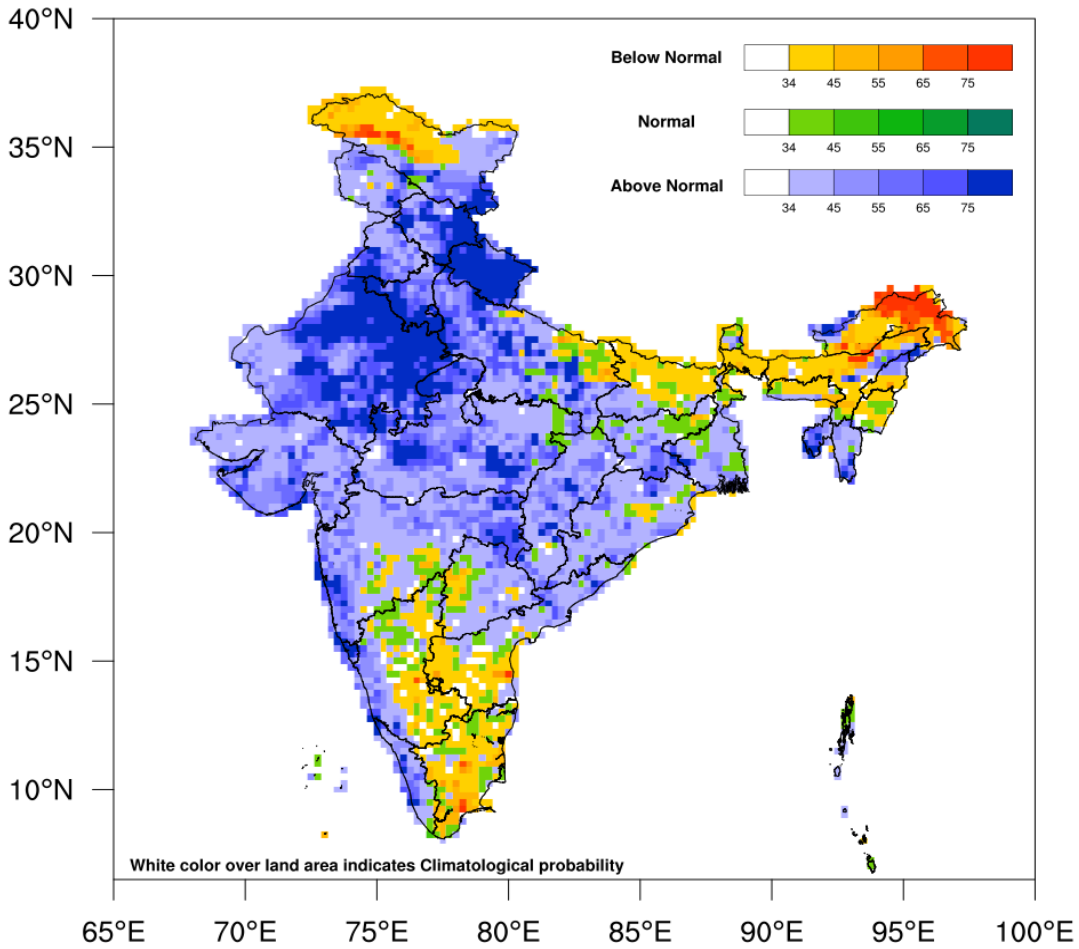 40°N
Below Normal
34 45 55 65 75
Normal
34 45 55 65 75
35°N
Above Normal
34 45 55 65 75
30°N
25°N
20°N
15°N
10°N
White color over land area indicates Climatological probability
65°E 70°E 75°E 80°E 85°E 90°E 95°E 100°E